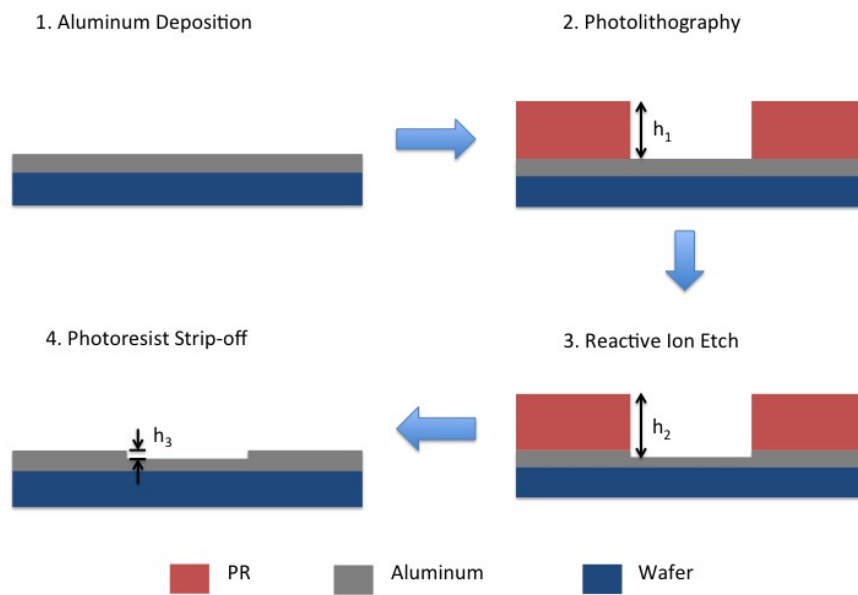 1. Aluminum Deposition
2. Photolithography
h1
4. Photoresist Strip-off
3. Reactive Ion Etch
h3
h2
PR
Aluminum
Wafer